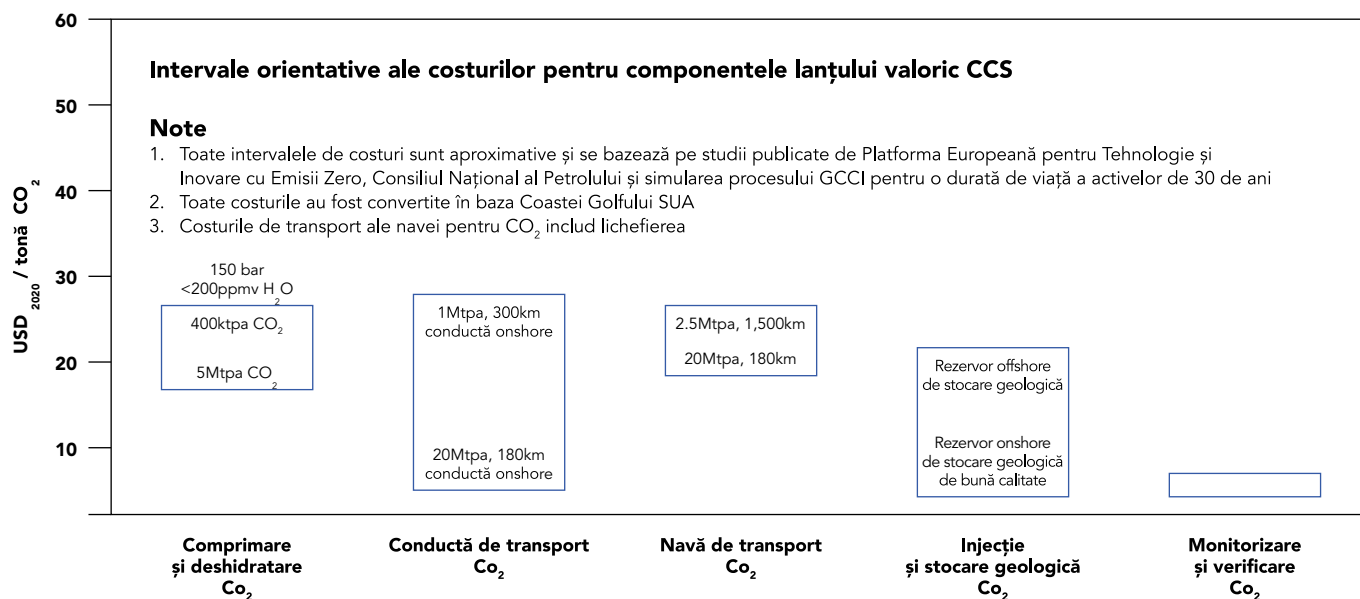 60
50
40
30
20
10
USD 2020 / tonă CO2
Intervale orientative ale costurilor pentru componentele lanțului valoric CCS
Note
1. Toate intervalele de costuri sunt aproximative și se bazează pe studii publicate de Platforma Europeană pentru Tehnologie și
Inovare cu Emisii Zero, Consiliul Național al Petrolului și simularea procesului GCCI pentru o durată de viață a activelor de 30 de ani
2. Toate costurile au fost convertite în baza Coastei Golfului SUA
3. Costurile de transport ale navei pentru CO2 includ lichefierea
150 bar
<200ppmv H2O
400ktpa CO2
5Mtpa CO2
1Mtpa, 300km
conductă onshore
20Mtpa, 180km
conductă onshore
2.5Mtpa, 1,500km
20Mtpa, 180km
Rezervor offshore
de stocare geologică
Rezervor onshore
de stocare geologică
de bună calitate
Comprimare
și deshidratare
Co2
Conductă de transport
Co2
Navă de transport
Co2
Injecție
și stocare geologică
Co2
Monitorizare
și verificare
Co2